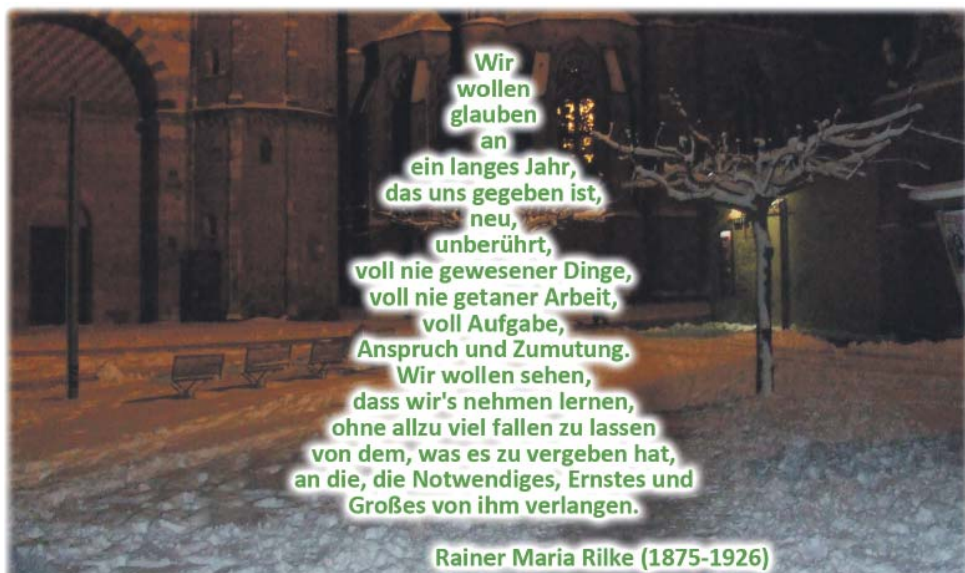 Wir
wollen
glauben
an
ein langes Jahr,
das uns gegeben ist,
neu,
unberührt,
voll nie gewesener Dinge,
voll nie getaner Arbeit,
voll Aufgabe,
Anspruch und Zumutung.
Wir wollen sehen,
dass wir's nehmen lernen,
ohne allzu viel fallen zu lassen
von dem, was es zu vergeben hat,
an die, die Notwendiges, Ernstes und
Großes von ihm verlangen.
Rainer Maria Rilke (1875-1926)